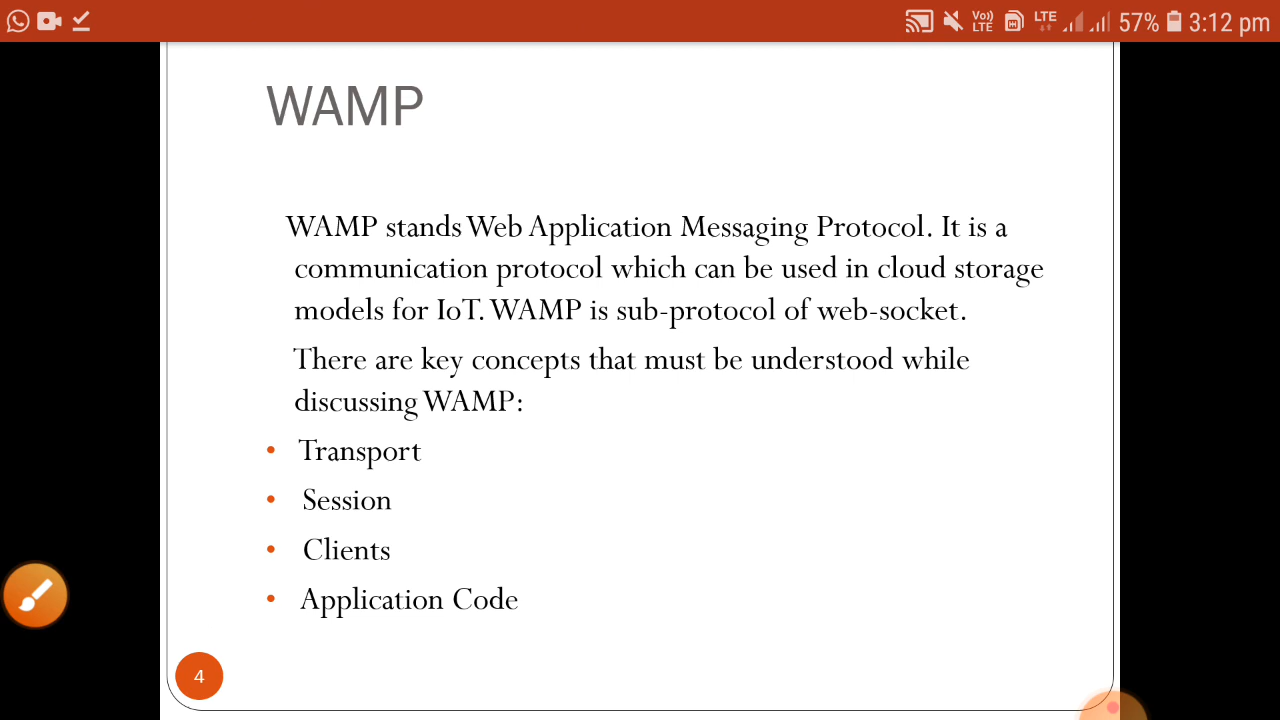 Vo))
LTE
LTE
57%
3:12 pm
WAMP
WAMP stands Web Application Messaging Protocol. It is a
communication protocol which can be used in cloud storage
models for IoT. WAMP is sub-protocol of web-socket.
There are key concepts that must be understood while
discussing WAMP:
• Transport
• Session
• Clients
• Application Code
4